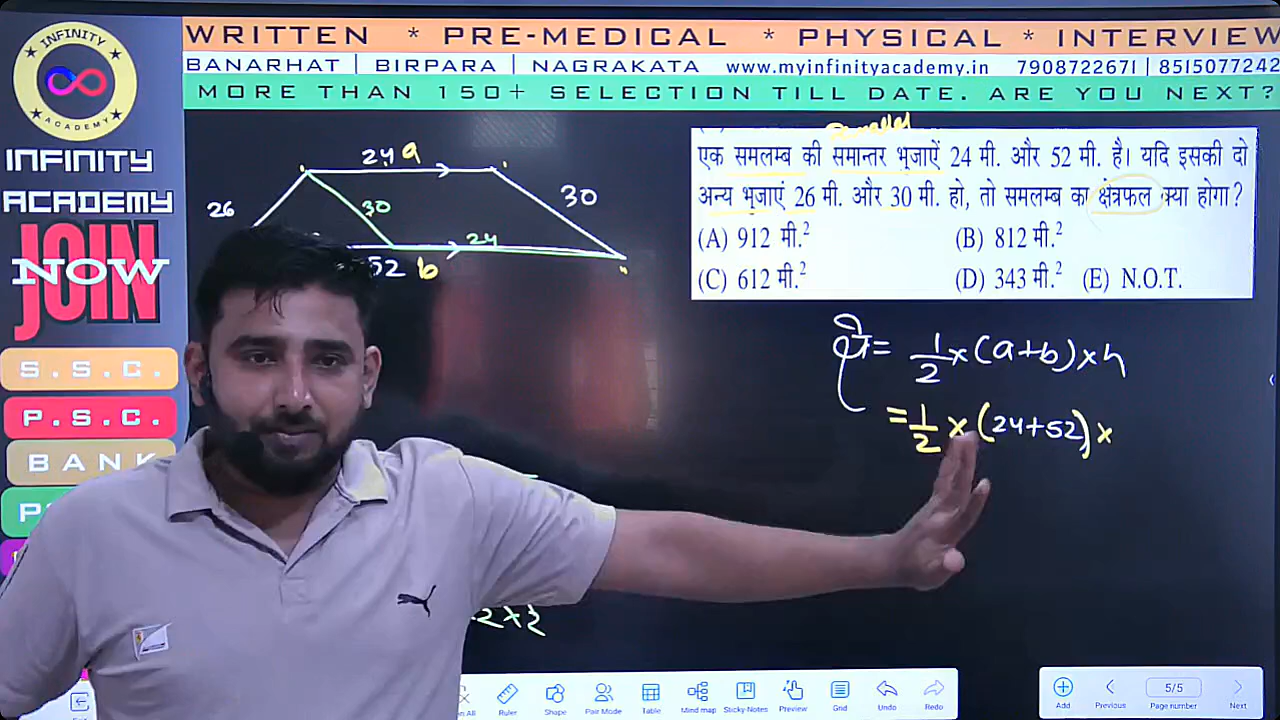 WRITTEN * PRE-MEDICAL * PHYSICAL * INTERVIEW
BANARHAT | BIRPARA | NAGRAKATA www.myinfinityacademy.in 7908722671 | 8515077242
MORE THAN 150+ SELECTION TILL DATE. ARE YOU NEXT?
INFINITY
ACADEMY
INFINITY
ACADEMY
JOIN
NOW
S.S.C.
P.S.C.
BANK
24 a
26
30
30
24
52 b
एक समलम्ब की समान्तर भुजाऐं 24 मी. और 52 मी. है। यदि इसकी दो
अन्य भुजाएं 26 मी. और 30 मी. हो, तो समलम्ब का क्षेत्रफल क्या होगा?
(A) 912 मी.² (B) 812 मी.²
(C) 612 मी.² (D) 343 मी.² (E) N.O.T.
= 1/2 × (a+b) × h
= 1/2 × (24+52) ×
2×2
Ruler
Shape
Pair Mode
Table
Mind map
Sticky-Notes
Preview
Grid
Undo
Redo
Add
Previous
5/5
Page number
Next